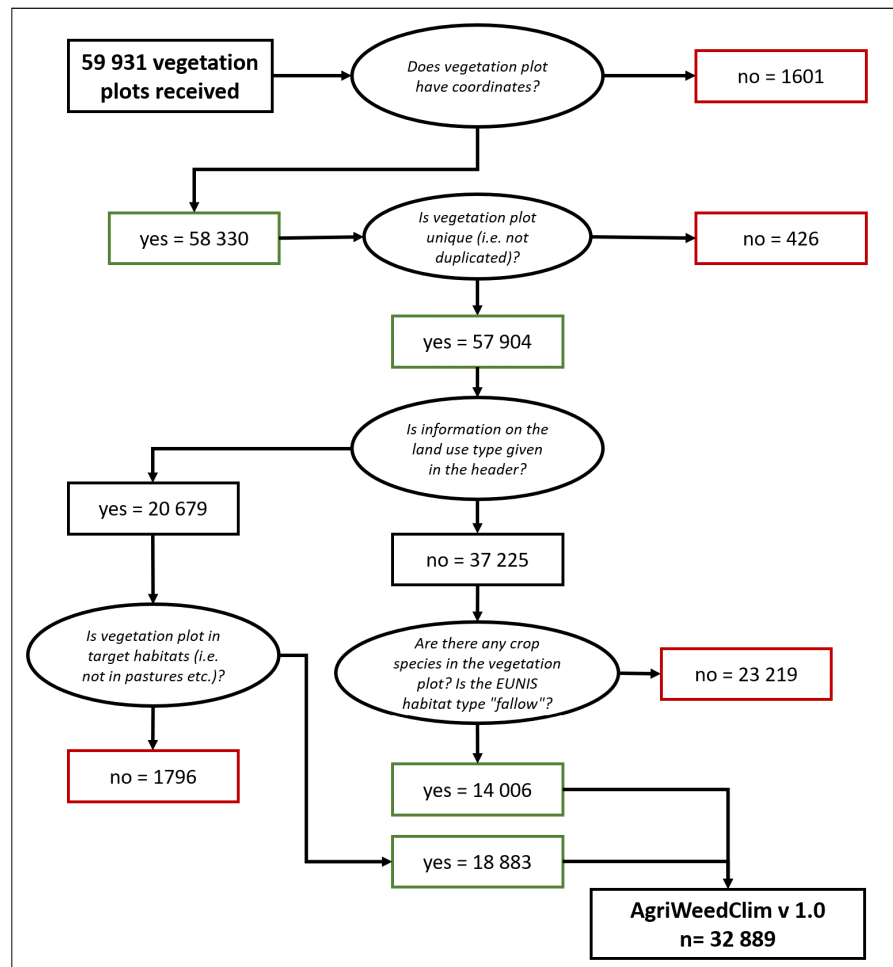 59 931 vegetation
plots received
Does vegetation plot
have coordinates?
no = 1601
yes = 58 330
Is vegetation plot
unique (i.e. not
duplicated)?
no = 426
yes = 57 904
Is information on the
land use type given
in the header?
yes = 20 679
no = 37 225
Is vegetation plot in
target habitats (i.e.
not in pastures etc.)?
Are there any crop
species in the vegetation
plot? Is the EUNIS
habitat type "fallow"?
no = 23 219
no = 1796
yes = 14 006
yes = 18 883
AgriWeedClim v 1.0
n= 32 889